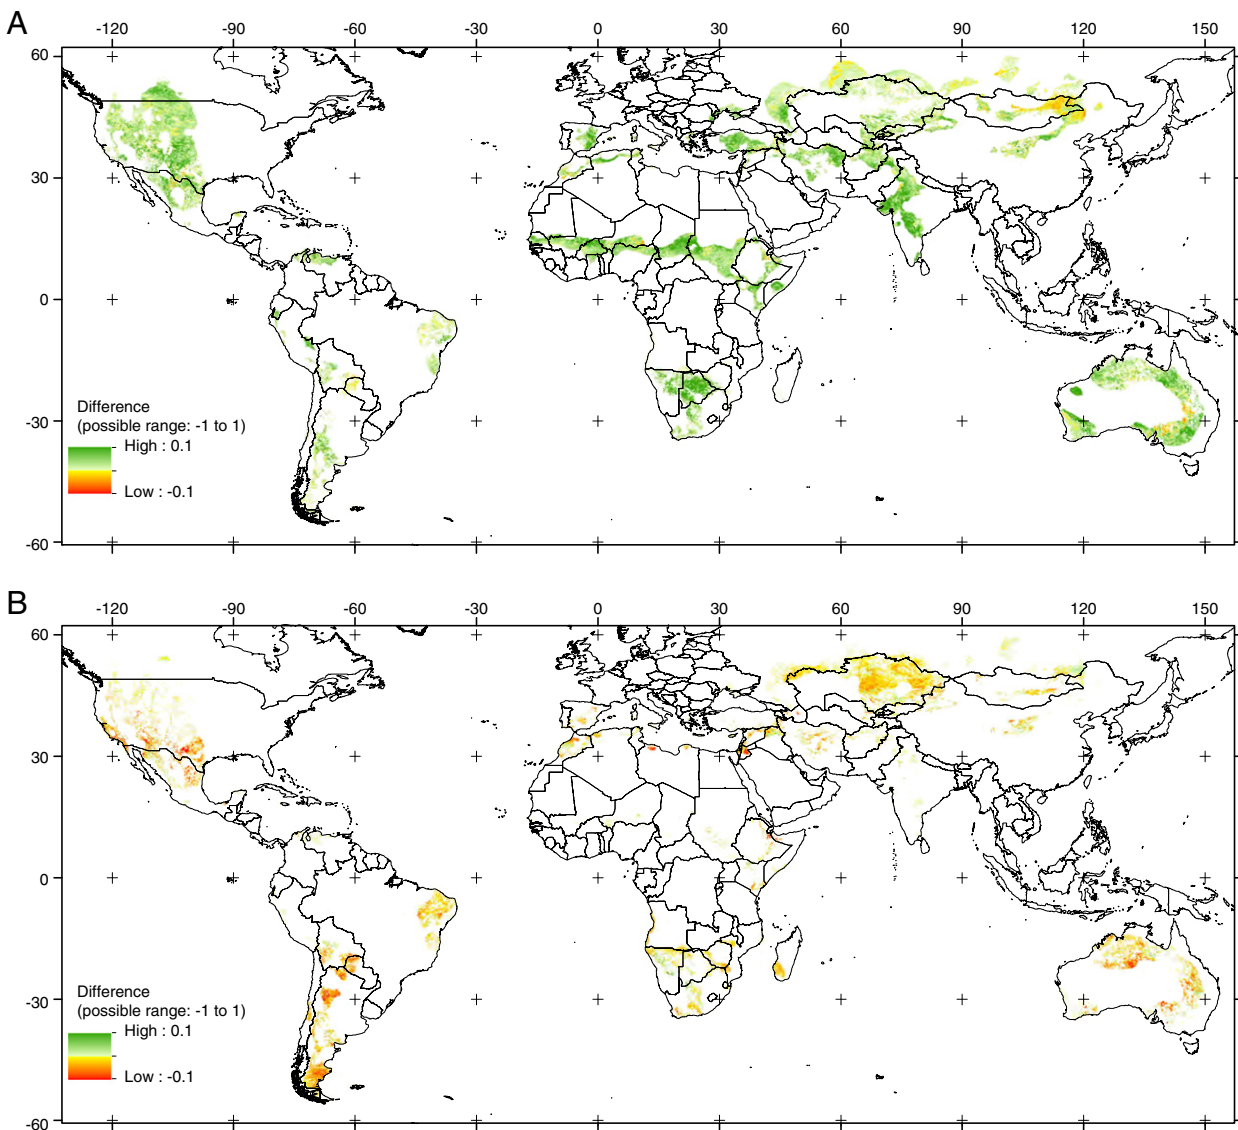 A
-120 -90 -60 -30 0 30 60 90 120 150
60
30
0
-30
-60
Difference
(possible range: -1 to 1)
High : 0.1
Low : -0.1
B
-120 -90 -60 -30 0 30 60 90 120 150
60
30
0
-30
-60
Difference
(possible range: -1 to 1)
High : 0.1
Low : -0.1